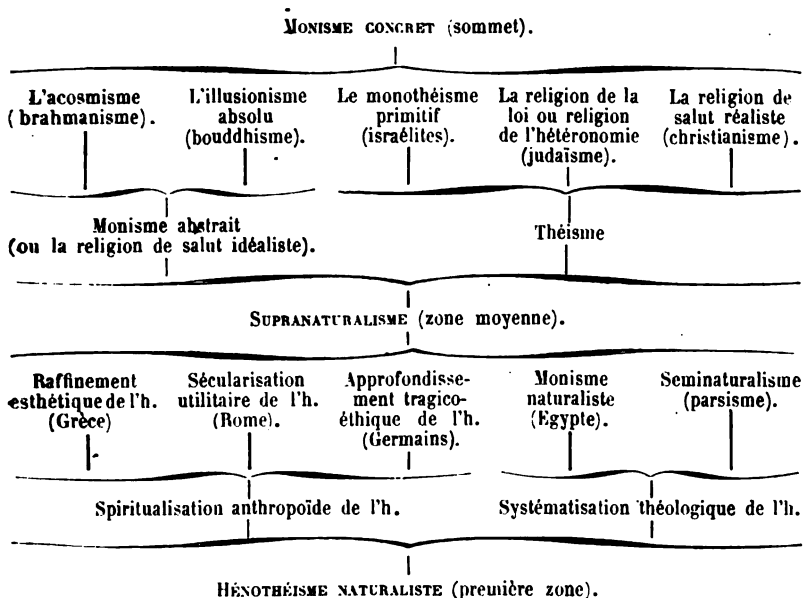 MONISME CONCRET (sommet).
L'acosmisme
(brahmanisme).
L'illusionisme
absolu
(bouddhisme).
Le monothéisme
primitif
(israélites).
La religion de la
loi ou religion
de l'hétéronomie
(judaïsme).
La religion de
salut réaliste
(christianisme).
Monisme abstrait
(ou la religion de salut idéaliste).
Théisme
SUPRANATURALISME (zone moyenne).
Raffinement
esthétique de l'h.
(Grèce)
Sécularisation
utilitaire de l'h.
(Rome).
Approfondisse-
ment tragico-
éthique de l'h.
(Germains).
Monisme
naturaliste
(Egypte).
Seminaturalisme
(parsisme).
Spiritualisation anthropoïde de l'h.
Systématisation théologique de l'h.
HÉNOTHÉISME NATURALISTE (première zone).